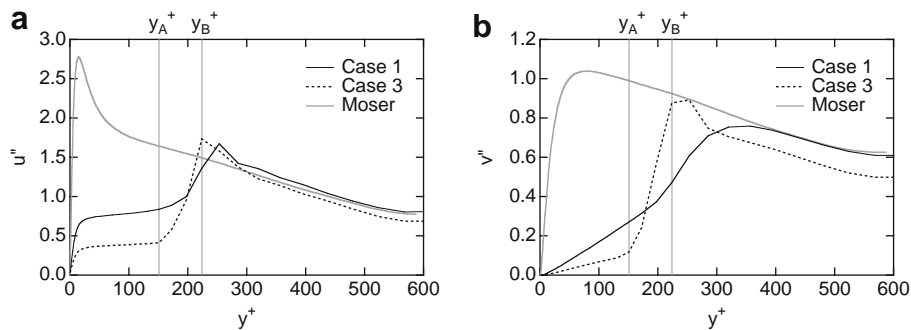 a
y_A^+ y_B^+
3.0
2.5
2.0
1.5
1.0
0.5
0.0
u"
Case 1
Case 3
Moser
0 100 200 300 400 500 600
y^+
b
y_A^+ y_B^+
1.2
1.0
0.8
0.6
0.4
0.2
0.0
v"
Case 1
Case 3
Moser
0 100 200 300 400 500 600
y^+